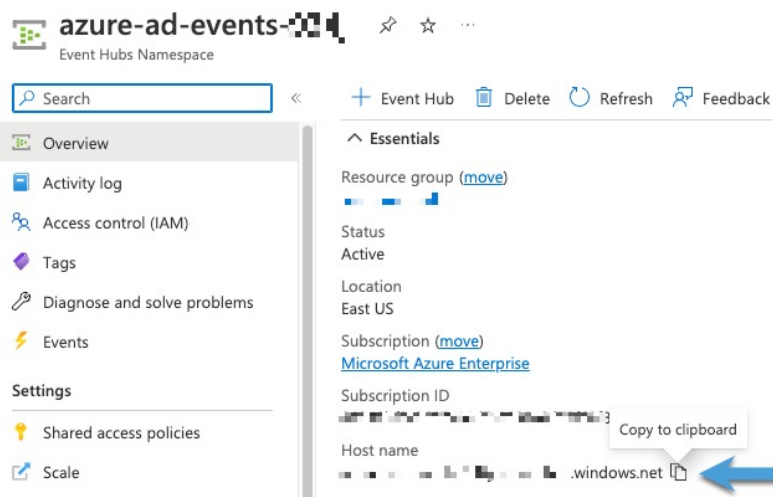 azure-ad-events-
Event Hubs Namespace
Search
Overview
Activity log
Access control (IAM)
Tags
Diagnose and solve problems
Events
Settings
Shared access policies
Scale
Event Hub
Delete
Refresh
Feedback
Essentials
Resource group (move)
Status
Active
Location
East US
Subscription (move)
Microsoft Azure Enterprise
Subscription ID
Copy to clipboard
Host name
.windows.net